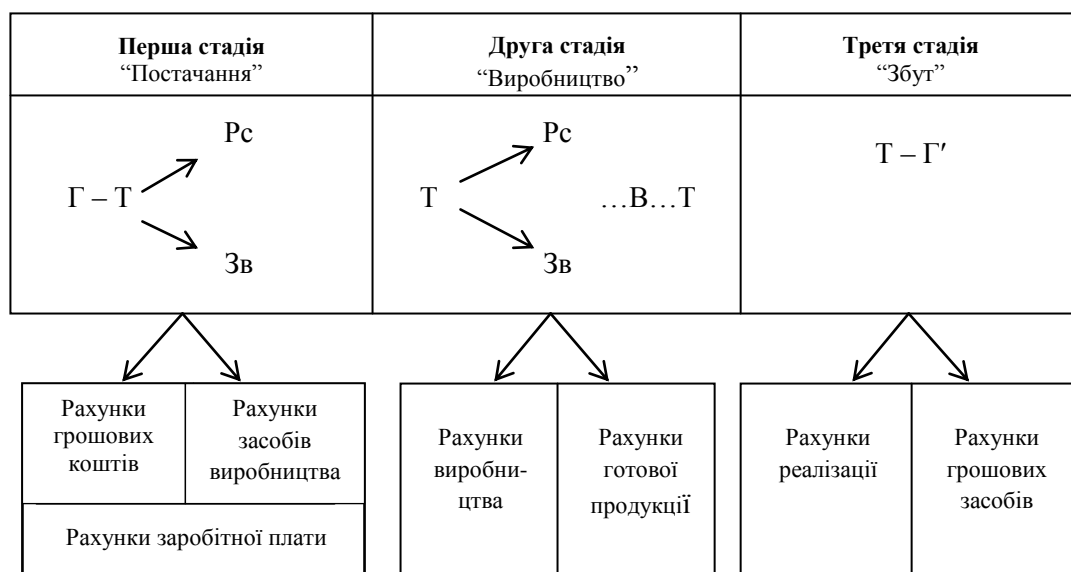 Перша стадія
“Постачання”
Друга стадія
“Виробництво”
Третя стадія
“Збут”
Рс
Г – Т
Зв
Рс
Т
…В…Т
Зв
Т – Г′
Рахунки
грошових
коштів
Рахунки
засобів
виробництва
Рахунки заробітної плати
Рахунки
виробни-
цтва
Рахунки
готової
продукції
Рахунки
реалізації
Рахунки
грошових
засобів